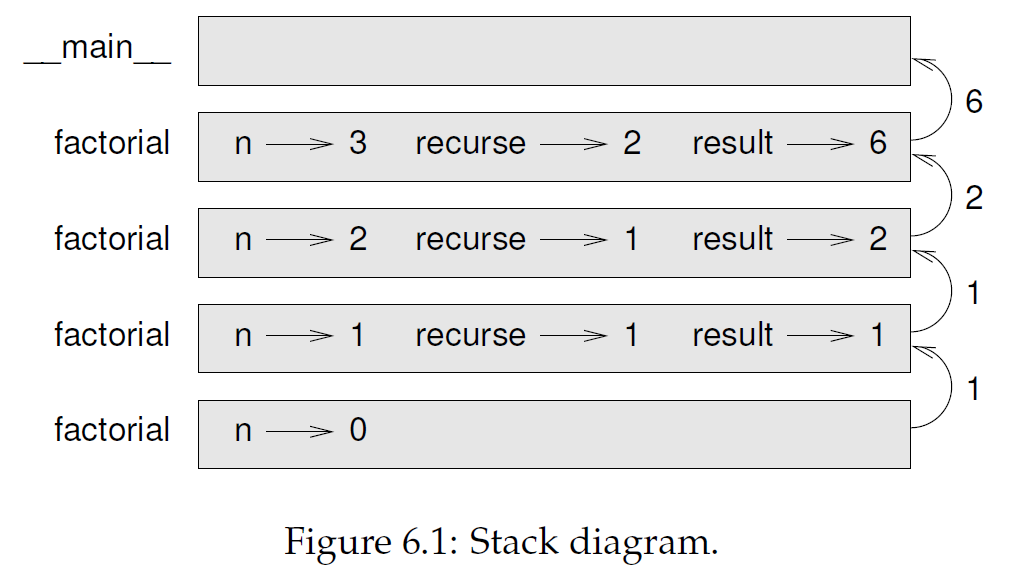 __main__
6
factorial n 3 recurse 2 result 6
2
factorial n 2 recurse 1 result 2
1
factorial n 1 recurse 1 result 1
1
factorial n 0
Figure 6.1: Stack diagram.